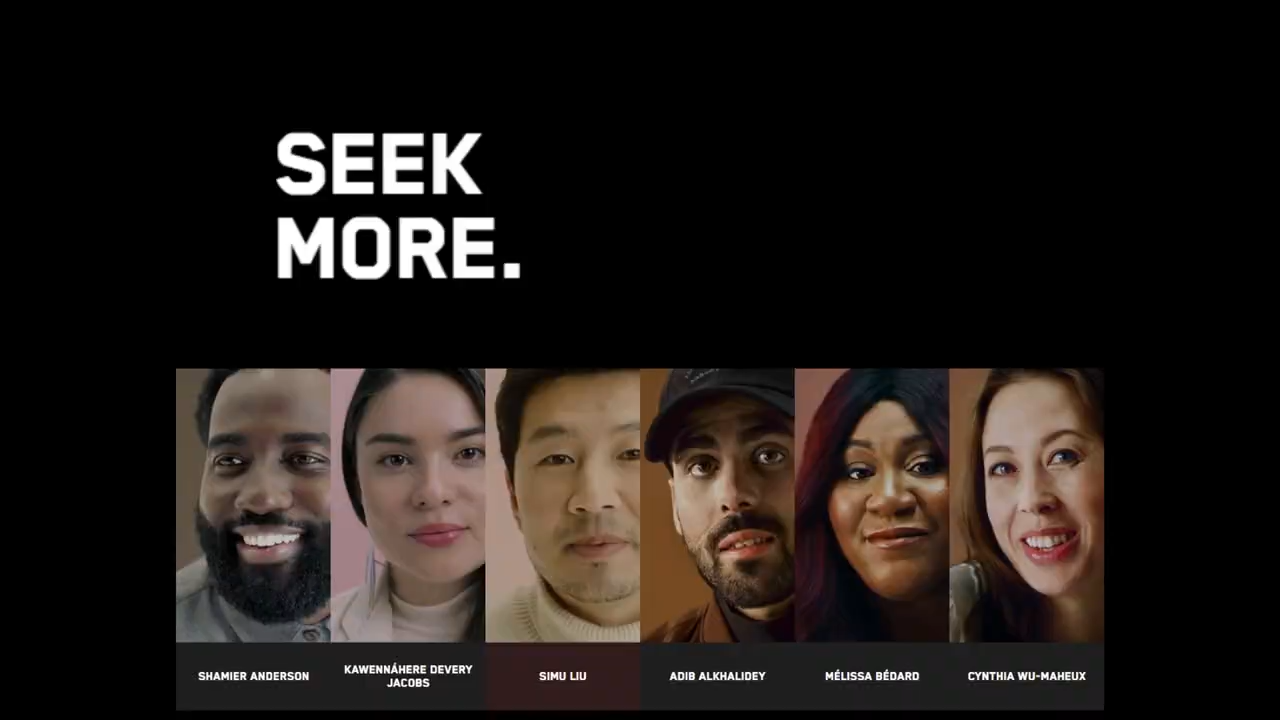 SEEK
MORE.
SHAMIER ANDERSON
KAWENNÁHERE DEVERY
JACOBS
SIMU LIU
ADIB ALKHALIDEY
MÉLISSA BÉDARD
CYNTHIA WU-MAHEUX